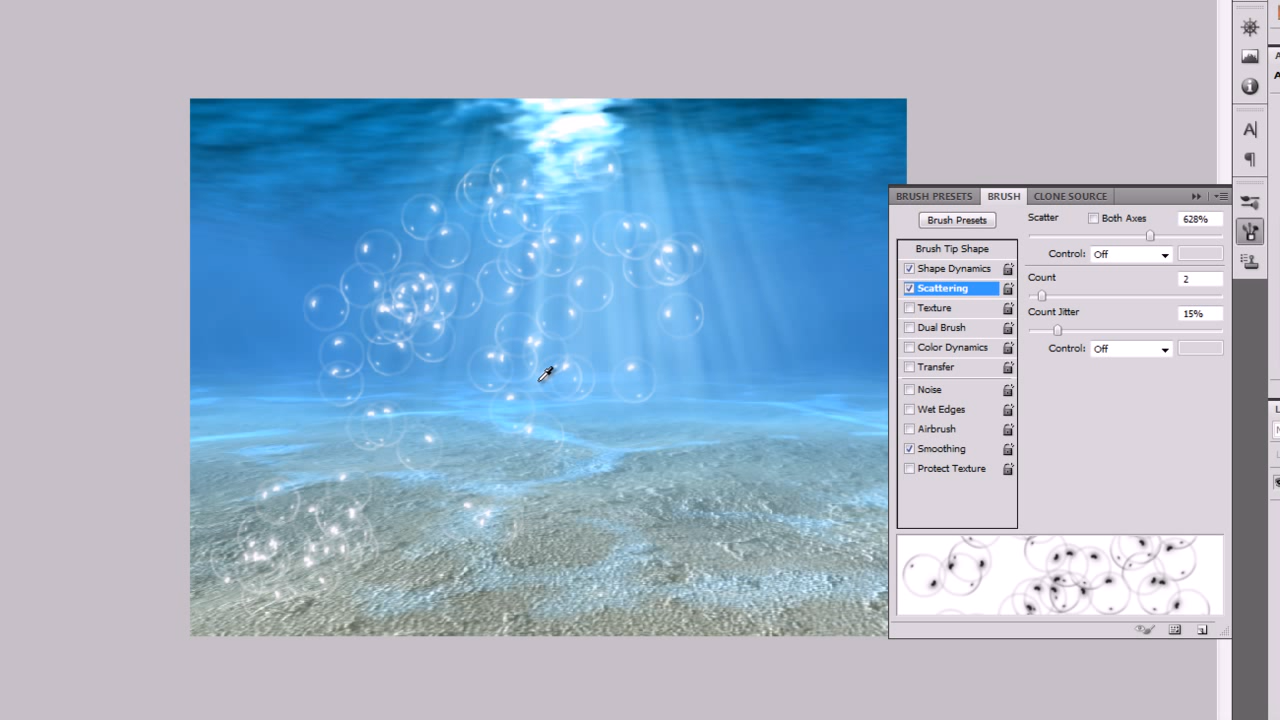 BRUSH PRESETS BRUSH CLONE SOURCE
Brush Presets
Brush Tip Shape
Shape Dynamics
Scattering
Texture
Dual Brush
Color Dynamics
Transfer
Noise
Wet Edges
Airbrush
Smoothing
Protect Texture
Scatter Both Axes 628%
Control: Off
Count 2
Count Jitter 15%
Control: Off